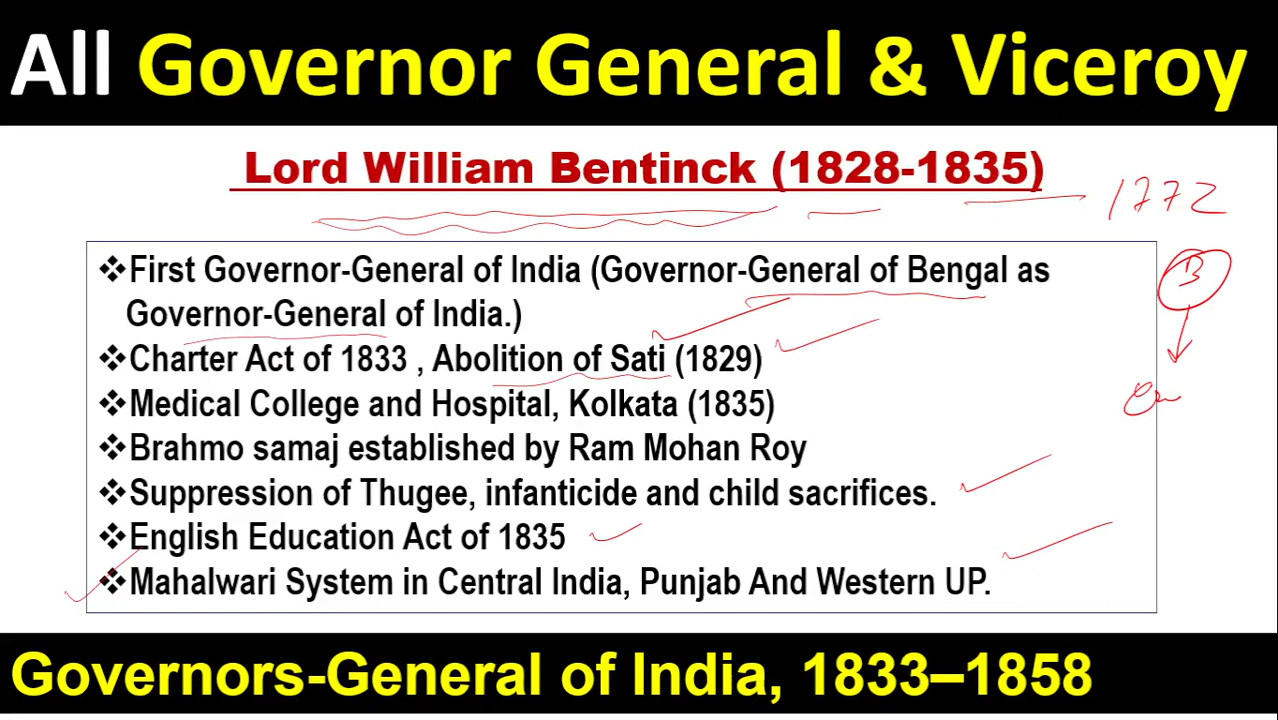 All Governor General & Viceroy
Lord William Bentinck (1828-1835)
1772
❖First Governor-General of India (Governor-General of Bengal as
Governor-General of India.)
B
❖Charter Act of 1833 , Abolition of Sati (1829)
❖Medical College and Hospital, Kolkata (1835)
❖Brahmo samaj established by Ram Mohan Roy
❖Suppression of Thugee, infanticide and child sacrifices.
❖English Education Act of 1835
❖Mahalwari System in Central India, Punjab And Western UP.
Governors-General of India, 1833–1858